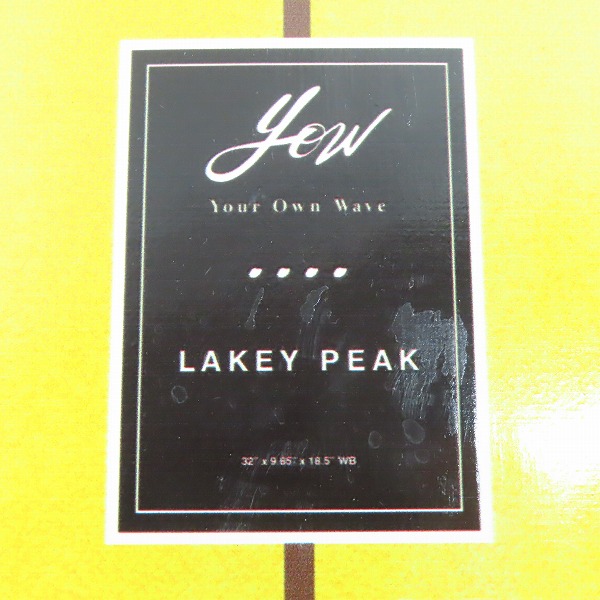 Yow
Your Own Wave
LAKEY PEAK
32" x 9.85" x 18.5" WB